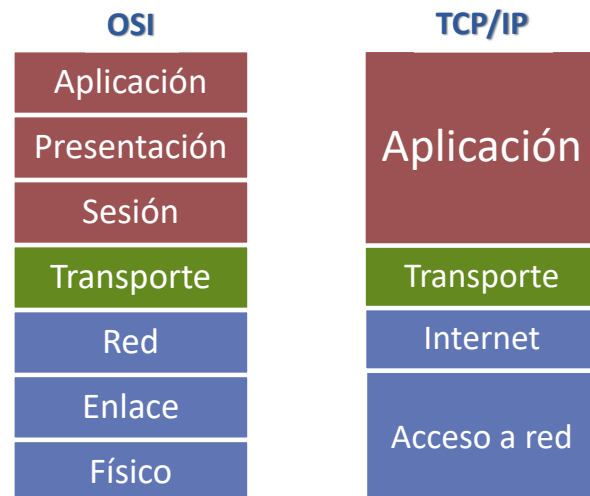 OSI
Aplicación
Presentación
Sesión
Transporte
Red
Enlace
Físico
TCP/IP
Aplicación
Transporte
Internet
Acceso a red